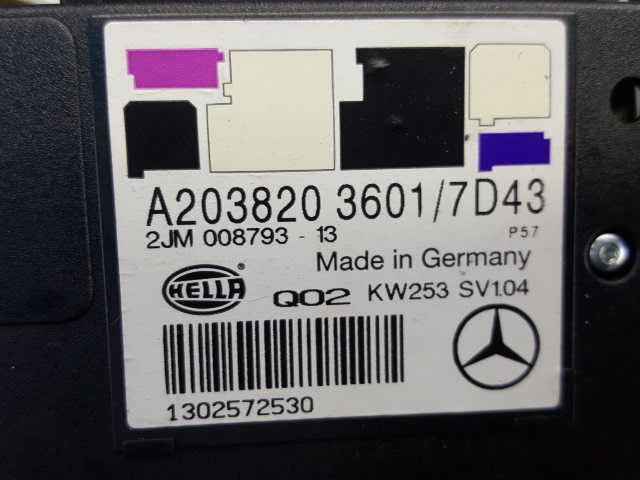 A203820 3601/7D43
2JM 008793 - 13 P57
Made in Germany
HELLA Q02 KW253 SV1.04
1302572530